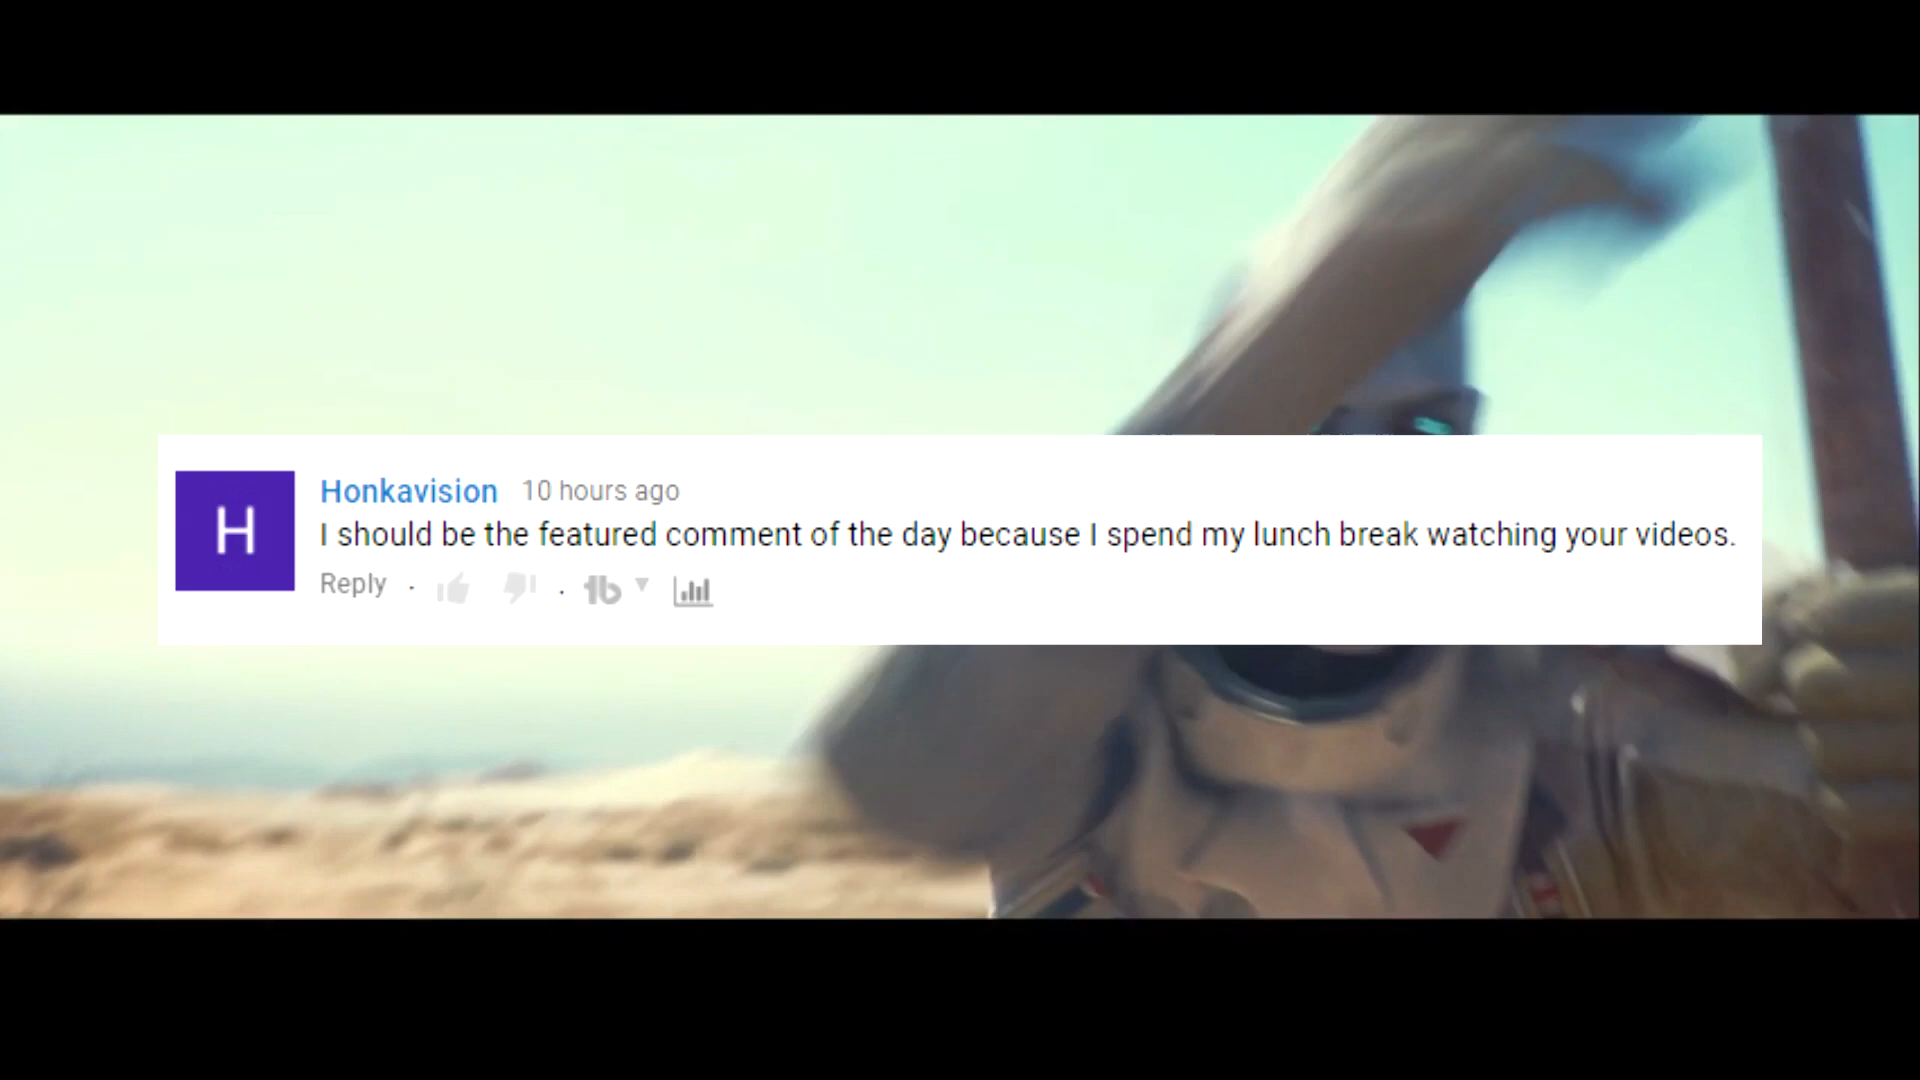 H
Honkavision 10 hours ago
I should be the featured comment of the day because I spend my lunch break watching your videos.
Reply · · tb